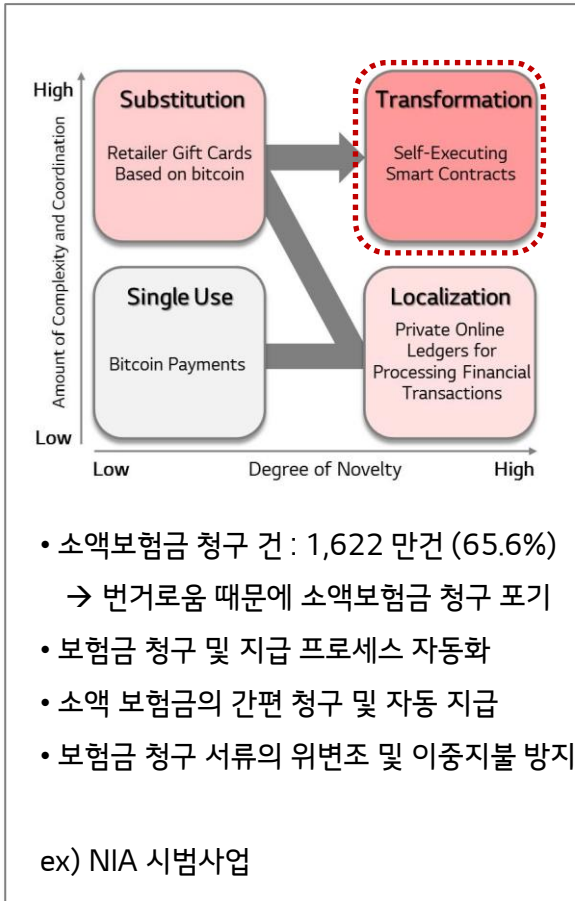 High
Amount of Complexity and Coordination
Low
Substitution
Retailer Gift Cards
Based on bitcoin
Transformation
Self-Executing
Smart Contracts
Single Use
Bitcoin Payments
Localization
Private Online
Ledgers for
Processing Financial
Transactions
Low
Degree of Novelty
High
• 소액보험금 청구 건 : 1,622 만건 (65.6%)
→ 번거로움 때문에 소액보험금 청구 포기
• 보험금 청구 및 지급 프로세스 자동화
• 소액 보험금의 간편 청구 및 자동 지급
• 보험금 청구 서류의 위변조 및 이중지불 방지
ex) NIA 시범사업